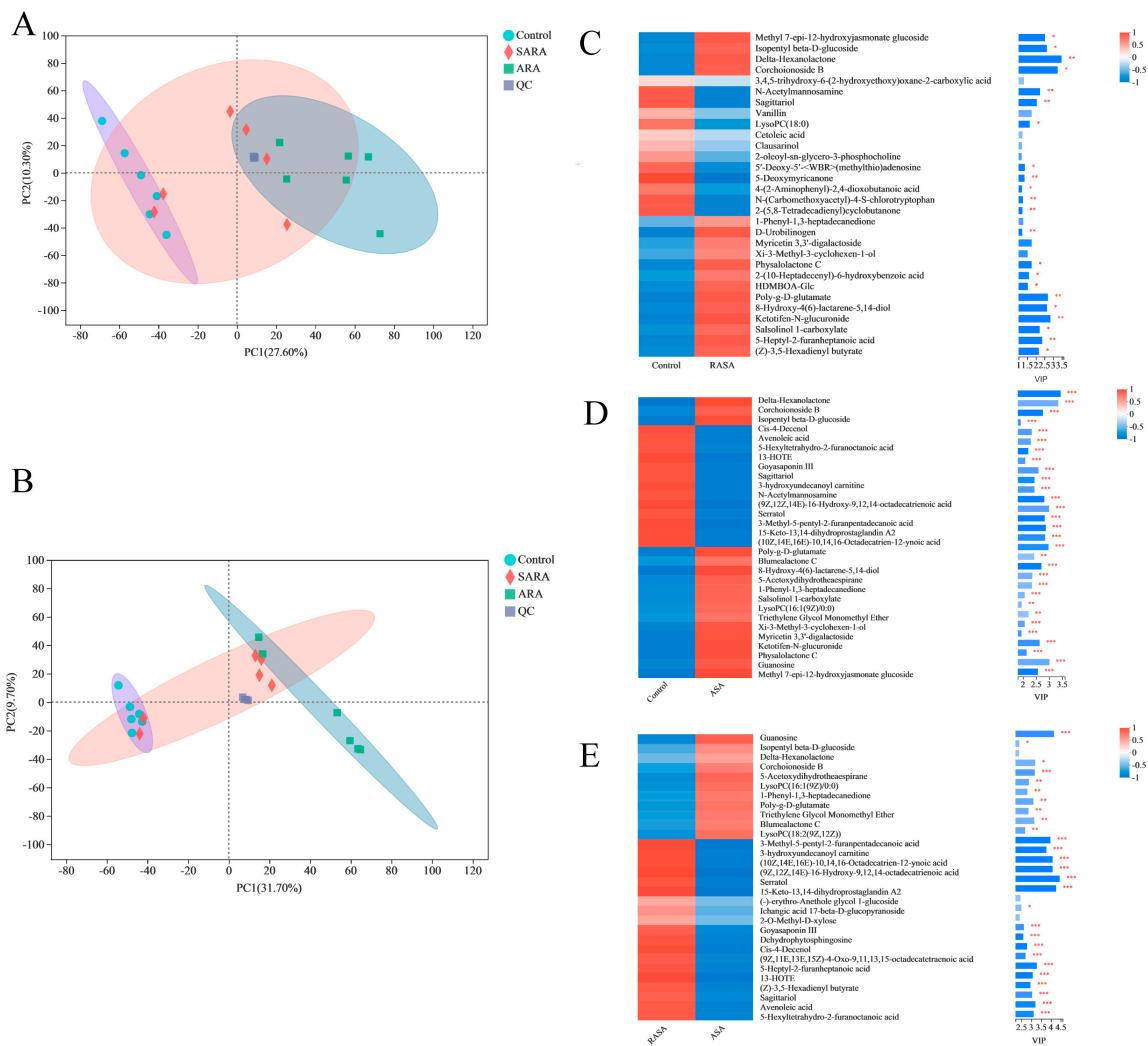 A
Control
SARA
ARA
QC
100
80
60
40
20
0
-20
-40
-60
-80
-100
PC2(10.30%)
-80
-60
-40
-20
0
20
40
60
80
100
120
PC1(27.60%)
B
Control
SARA
ARA
QC
100
80
60
40
20
0
-20
-40
-60
-80
-100
PC2(9.70%)
-80
-60
-40
-20
0
20
40
60
80
100
120
PC1(31.70%)
C
Methyl 7-epi-12-hydroxyjasmonate glucoside *
Isopentyl beta-D-glucoside *
Delta-Hexanolactone **
Corchoionoside B *
3,4,5-trihydroxy-6-(2-hydroxyethoxy)oxane-2-carboxylic acid
N-Acetylmannosamine **
Sagittariol **
Vanillin
LysoPC(18:0) *
Cetoleic acid
Clausarinol
2-oleoyl-sn-glycero-3-phosphocholine
5'-Deoxy-5'-<WBR>(methylthio)adenosine *
5-Deoxymyricanone **
4-(2-Aminophenyl)-2,4-dioxobutanoic acid *
N-(Carbomethoxyacetyl)-4-S-chlorotryptophan **
2-(5,8-Tetradecadienyl)cyclobutanone **
1-Phenyl-1,3-heptadecanedione
D-Urobilinogen **
Myricetin 3,3'-digalactoside
Xi-3-Methyl-3-cyclohexen-1-ol
Physalolactone C *
2-(10-Heptadecenyl)-6-hydroxybenzoic acid *
HDMBOA-Glc *
Poly-g-D-glutamate **
8-Hydroxy-4(6)-lactarene-5,14-diol *
Ketotifen-N-glucuronide **
Salsolinol 1-carboxylate *
5-Heptyl-2-furanheptanoic acid **
(Z)-3,5-Hexadienyl butyrate *
Control
RASA
11.522.533.5
VIP
1
0.5
0
-0.5
-1
D
Delta-Hexanolactone ***
Corchoionoside B ***
Isopentyl beta-D-glucoside ***
Cis-4-Decenol ***
Avenoleic acid ***
5-Hexyltetrahydro-2-furanoctanoic acid ***
13-HOTE ***
Goyasaponin III ***
Sagittariol ***
3-hydroxyundecanoyl carnitine ***
N-Acetylmannosamine ***
(9Z,12Z,14E)-16-Hydroxy-9,12,14-octadecatrienoic acid ***
Serratol ***
3-Methyl-5-pentyl-2-furanpentadecanoic acid ***
15-Keto-13,14-dihydroprostaglandin A2 ***
(10Z,14E,16E)-10,14,16-Octadecatrien-12-ynoic acid ***
Poly-g-D-glutamate ***
Blumealactone C **
8-Hydroxy-4(6)-lactarene-5,14-diol ***
5-Acetoxydihydrotheaespirane ***
1-Phenyl-1,3-heptadecanedione ***
Salsolinol 1-carboxylate ***
LysoPC(16:1(9Z)/0:0) **
Triethylene Glycol Monomethyl Ether **
Xi-3-Methyl-3-cyclohexen-1-ol ***
Myricetin 3,3'-digalactoside ***
Ketotifen-N-glucuronide ***
Physalolactone C ***
Guanosine ***
Methyl 7-epi-12-hydroxyjasmonate glucoside ***
Control
ASA
2 2.5 3 3.5
VIP
1
0.5
0
-0.5
-1
E
Guanosine ***
Isopentyl beta-D-glucoside *
Delta-Hexanolactone
Corchoionoside B *
5-Acetoxydihydrotheaespirane ***
LysoPC(16:1(9Z)/0:0) **
1-Phenyl-1,3-heptadecanedione **
Poly-g-D-glutamate **
Triethylene Glycol Monomethyl Ether **
Blumealactone C **
LysoPC(18:2(9Z,12Z)) **
3-Methyl-5-pentyl-2-furanpentadecanoic acid ***
3-hydroxyundecanoyl carnitine ***
(10Z,14E,16E)-10,14,16-Octadecatrien-12-ynoic acid ***
(9Z,12Z,14E)-16-Hydroxy-9,12,14-octadecatrienoic acid ***
Serratol ***
15-Keto-13,14-dihydroprostaglandin A2 ***
(-)-erythro-Anethole glycol 1-glucoside
Ichangic acid 17-beta-D-glucopyranoside *
2-O-Methyl-D-xylose
Goyasaponin III ***
Dehydrophytosphingosine ***
Cis-4-Decenol ***
(9Z,11E,13E,15Z)-4-Oxo-9,11,13,15-octadecatetraenoic acid ***
5-Heptyl-2-furanheptanoic acid ***
13-HOTE ***
(Z)-3,5-Hexadienyl butyrate ***
Sagittariol ***
Avenoleic acid ***
5-Hexyltetrahydro-2-furanoctanoic acid ***
RASA
ASA
2.5 3 3.5 4 4.5
VIP
1
0.5
0
-0.5
-1